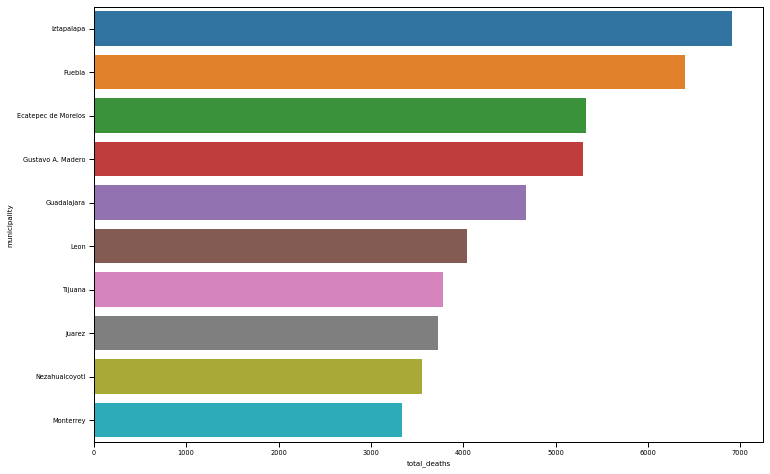 Iztapalapa
Puebla
Ecatepec de Morelos
Gustavo A. Madero
Guadalajara
Leon
Tijuana
Juarez
Nezahualcoyotl
Monterrey
municipality
0 1000 2000 3000 4000 5000 6000 7000
total_deaths